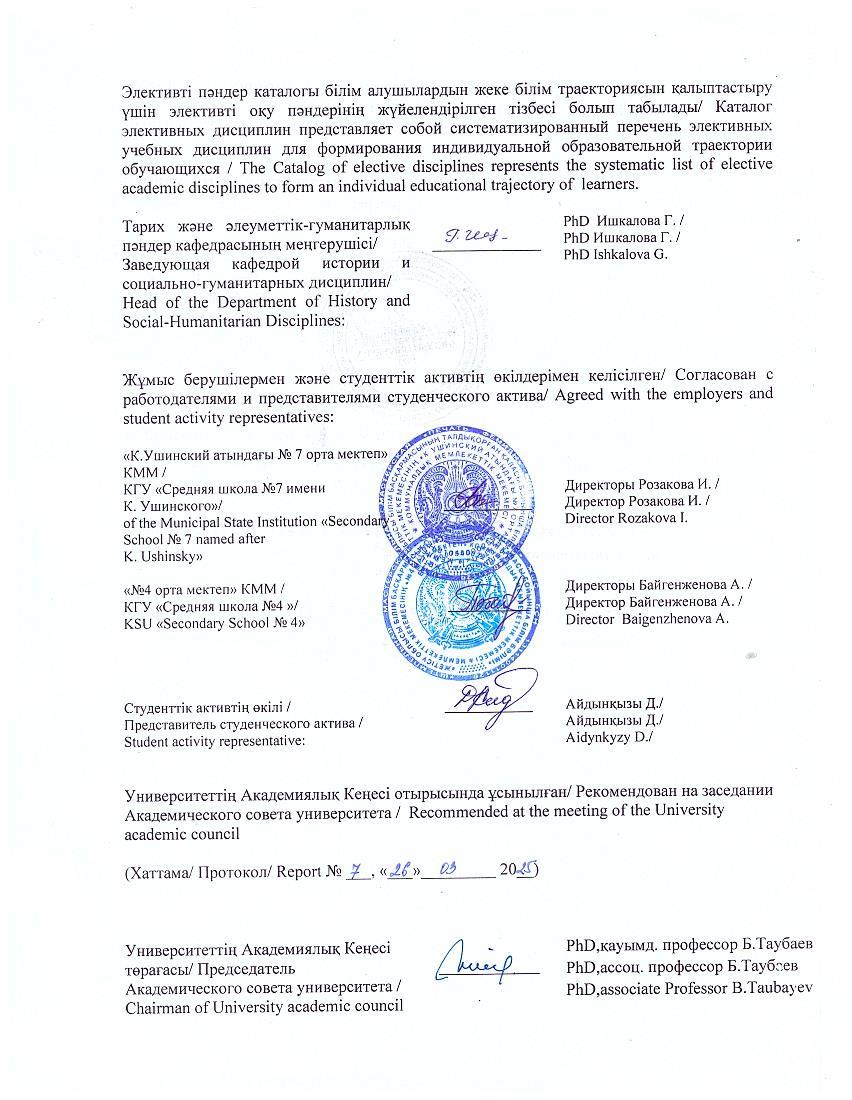 Элективті пәндер каталогы білім алушылардын жеке білім траекториясын қалыптастыру
үшін элективті оқу пәндерінің жүйелендірілген тізбесі болып табылады/ Каталог
элективных дисциплин представляет собой систематизированный перечень элективных
учебных дисциплин для формирования индивидуальной образовательной траектории
обучающихся / The Catalog of elective disciplines represents the systematic list of elective
academic disciplines to form an individual educational trajectory of learners.
Тарих және әлеуметтік-гуманитарлық
пәндер кафедрасының меңгерушісі/
Заведующая кафедрой истории и
социально-гуманитарных дисциплин/
Head of the Department of History and
Social-Humanitarian Disciplines:
PhD Ишкалова Г. /
PhD Ишкалова Г. /
PhD Ishkalova G.
Жұмыс берушілермен және студенттік активтің өкілдерімен келісілген/ Согласован с
работодателями и представителями студенческого актива/ Agreed with the employers and
student activity representatives:
«К.Ушинский атындағы № 7 орта мектеп»
КММ /
КГУ «Средняя школа №7 имени
К. Ушинского»/
of the Municipal State Institution «Secondary
School № 7 named after
K. Ushinsky»
Директоры Розакова И. /
Директор Розакова И. /
Director Rozakova I.
«№4 орта мектеп» КММ /
КГУ «Средняя школа №4 »/
KSU «Secondary School № 4»
Директоры Байгенженова А. /
Директор Байгенженова А. /
Director Baigenzhenova A.
Студенттік активтің өкілі /
Представитель студенческого актива /
Student activity representative:
Айдынқызы Д./
Айдынқызы Д./
Aidynkyzy D./
Университеттің Академиялық Кеңесі отырысында ұсынылған/ Рекомендован на заседании
Академического совета университета / Recommended at the meeting of the University
academic council
(Хаттама/ Протокол/ Report № 7, «26» 03 2025)
Университеттің Академиялық Кеңесі
төрағасы/ Председатель
Академического совета университета /
Chairman of University academic council
PhD,қауымд. профессор Б.Таубаев
PhD,ассоц. профессор Б.Таубаев
PhD,associate Professor B.Taubayev